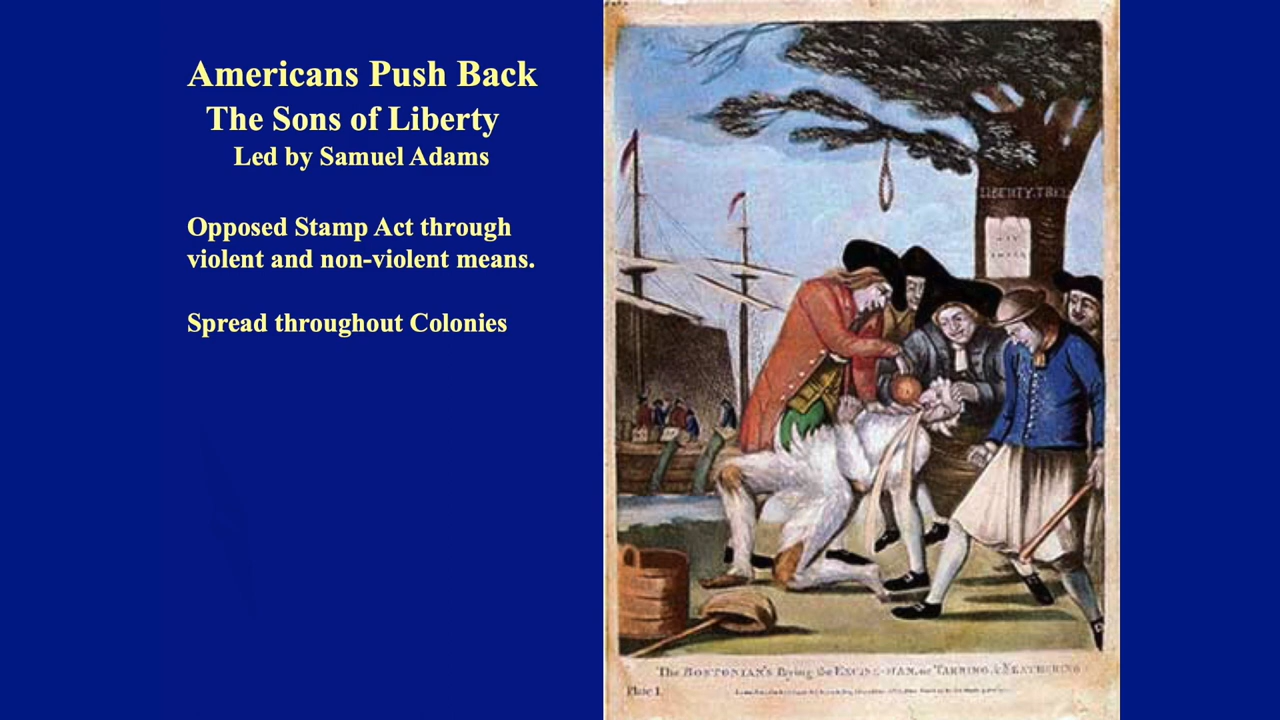 Americans Push Back
The Sons of Liberty
Led by Samuel Adams
Opposed Stamp Act through
violent and non-violent means.
Spread throughout Colonies
LIBERTY TREE
The BOSTONIAN'S Paying the EXCISE-MAN, or TARRING & FEATHERING
Plate I.